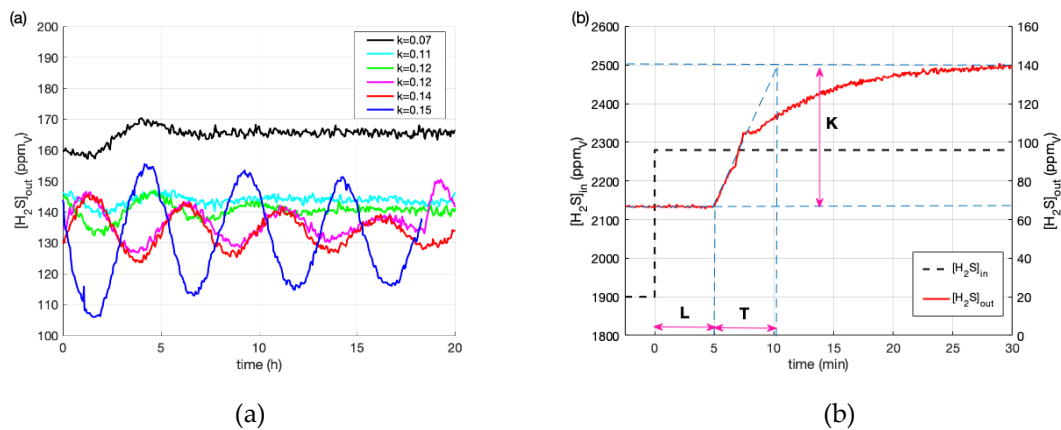 (a)
200
190
180
170
160
150
140
130
120
110
100
[H2S]out (ppmV)
0
5
10
15
20
time (h)
k=0.07
k=0.11
k=0.12
k=0.12
k=0.14
k=0.15
(a)
(b)
2600
2500
2400
2300
2200
2100
2000
1900
1800
[H2S]in (ppmV)
160
140
120
100
80
60
40
20
0
[H2S]out (ppmV)
K
L
T
[H2S]in
[H2S]out
0
5
10
15
20
25
30
time (min)
(b)